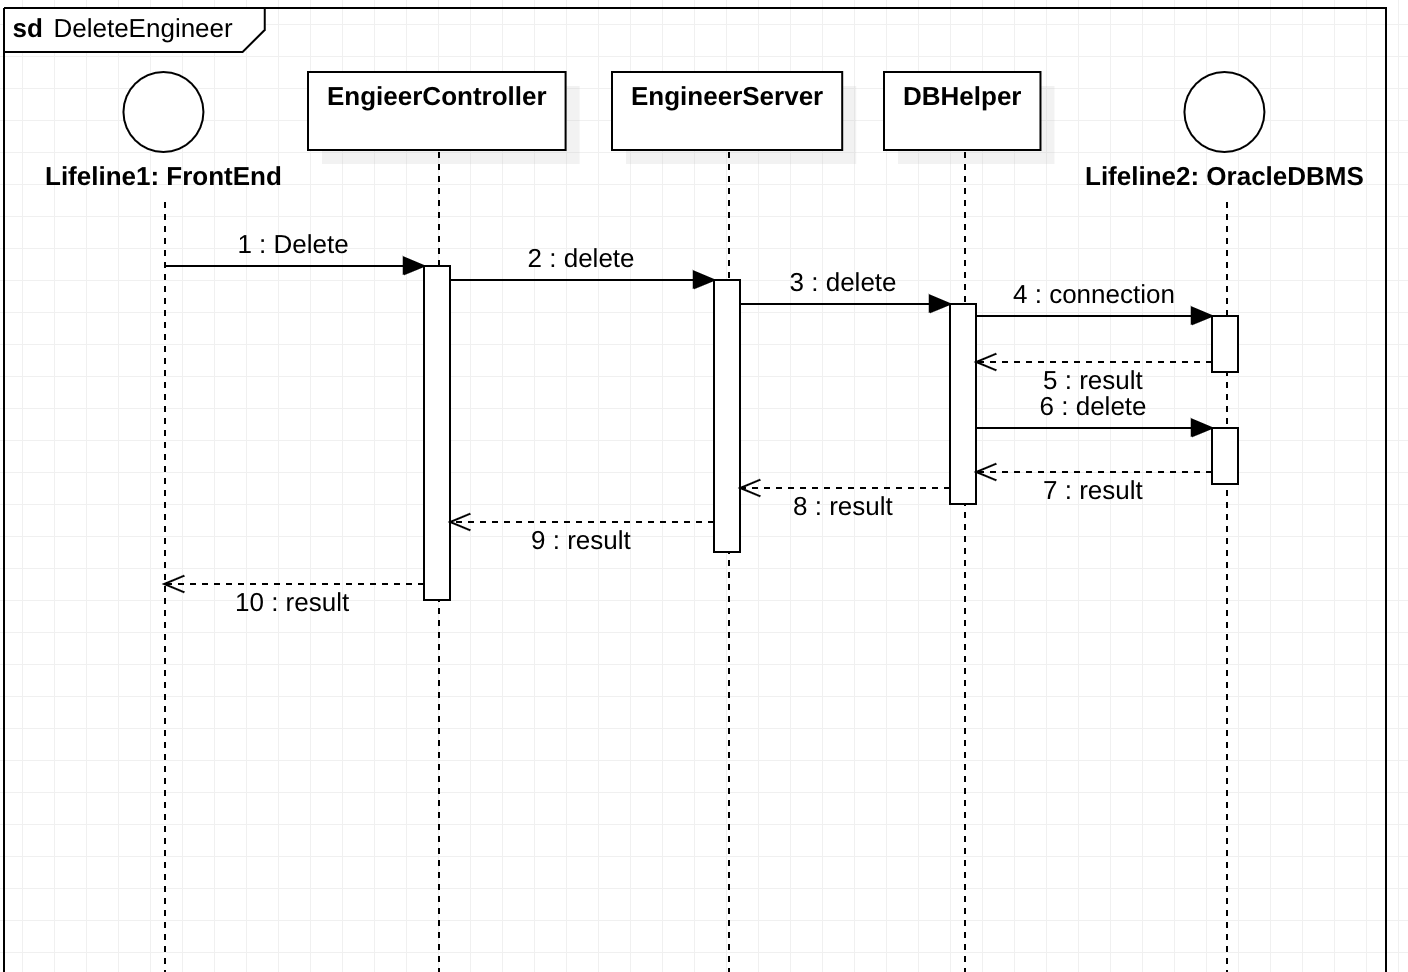 sd DeleteEngineer
EngieerController
EngineerServer
DBHelper
Lifeline1: FrontEnd
Lifeline2: OracleDBMS
1 : Delete
2 : delete
3 : delete
4 : connection
5 : result
6 : delete
7 : result
8 : result
9 : result
10 : result